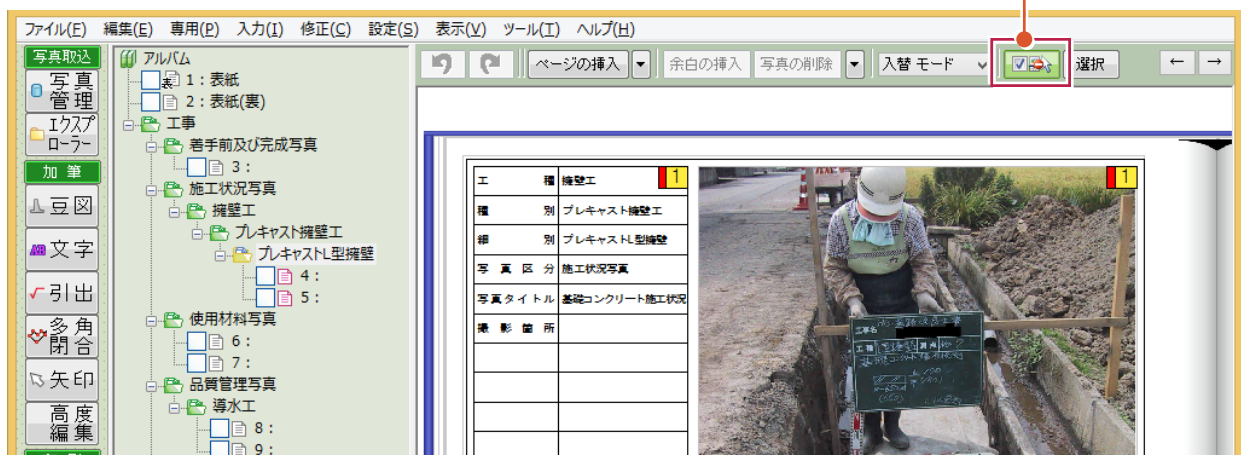 ファイル(F) 編集(E) 専用(P) 入力(I) 修正(C) 設定(S) 表示(V) ツール(T) ヘルプ(H)
写真取込
写真管理
エクスプローラー
加 筆
豆図
文字
引出
多角閉合
矢印
高度編集
アルバム
表 1：表紙
2：表紙(裏)
工事
着手前及び完成写真
3：
施工状況写真
擁壁工
プレキャスト擁壁工
プレキャストL型擁壁
4：
5：
使用材料写真
6：
7：
品質管理写真
導水工
8：
9：
ページの挿入 余白の挿入 写真の削除 入替 モード 選択 ← →
工 種 擁壁工 1
種 別 プレキャスト擁壁工
細 別 プレキャストL型擁壁
写 真 区 分 施工状況写真
写真タイトル 基礎コンクリート施工状況
撮 影 箇 所
1
工事名
工種
測点